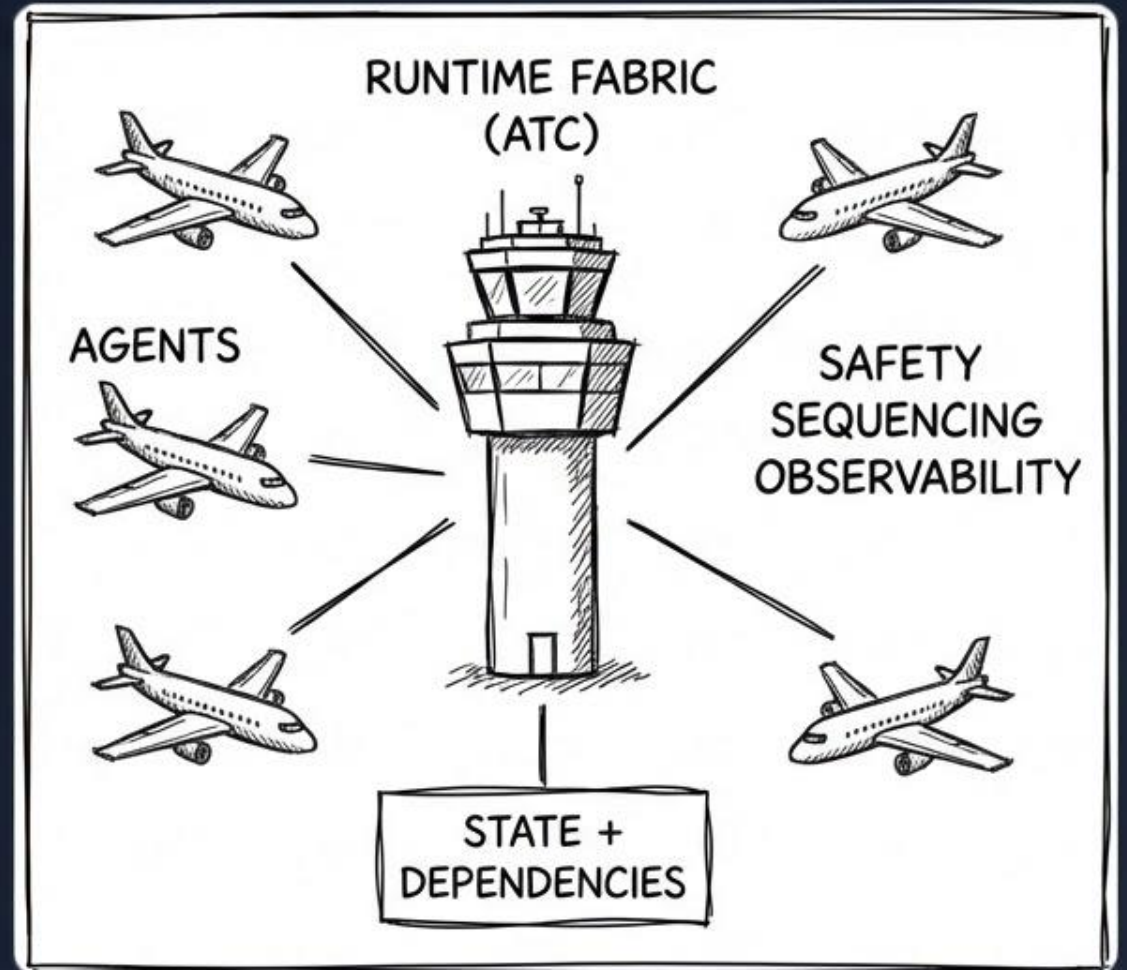 RUNTIME FABRIC
(ATC)
AGENTS
SAFETY
SEQUENCING
OBSERVABILITY
STATE +
DEPENDENCIES